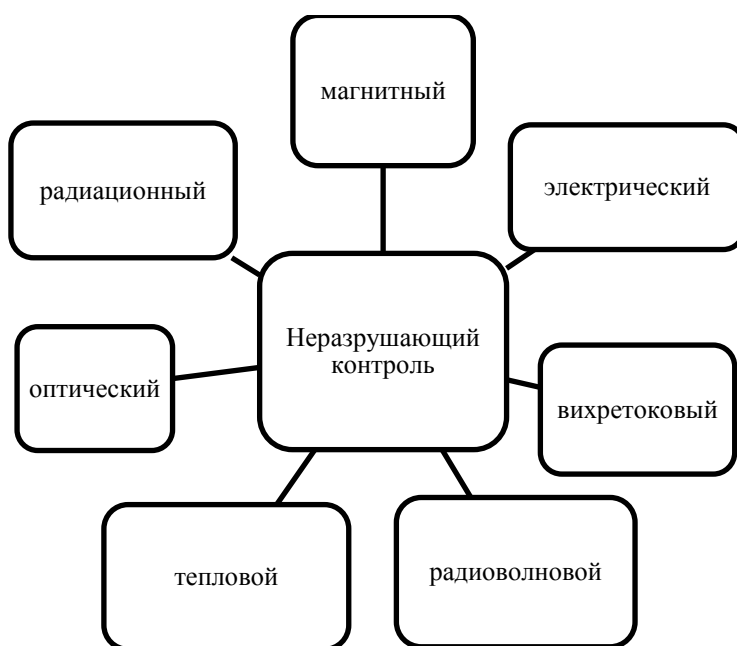 магнитный
радиационный
электрический
Неразрушающий
контроль
оптический
вихретоковый
тепловой
радиоволновой